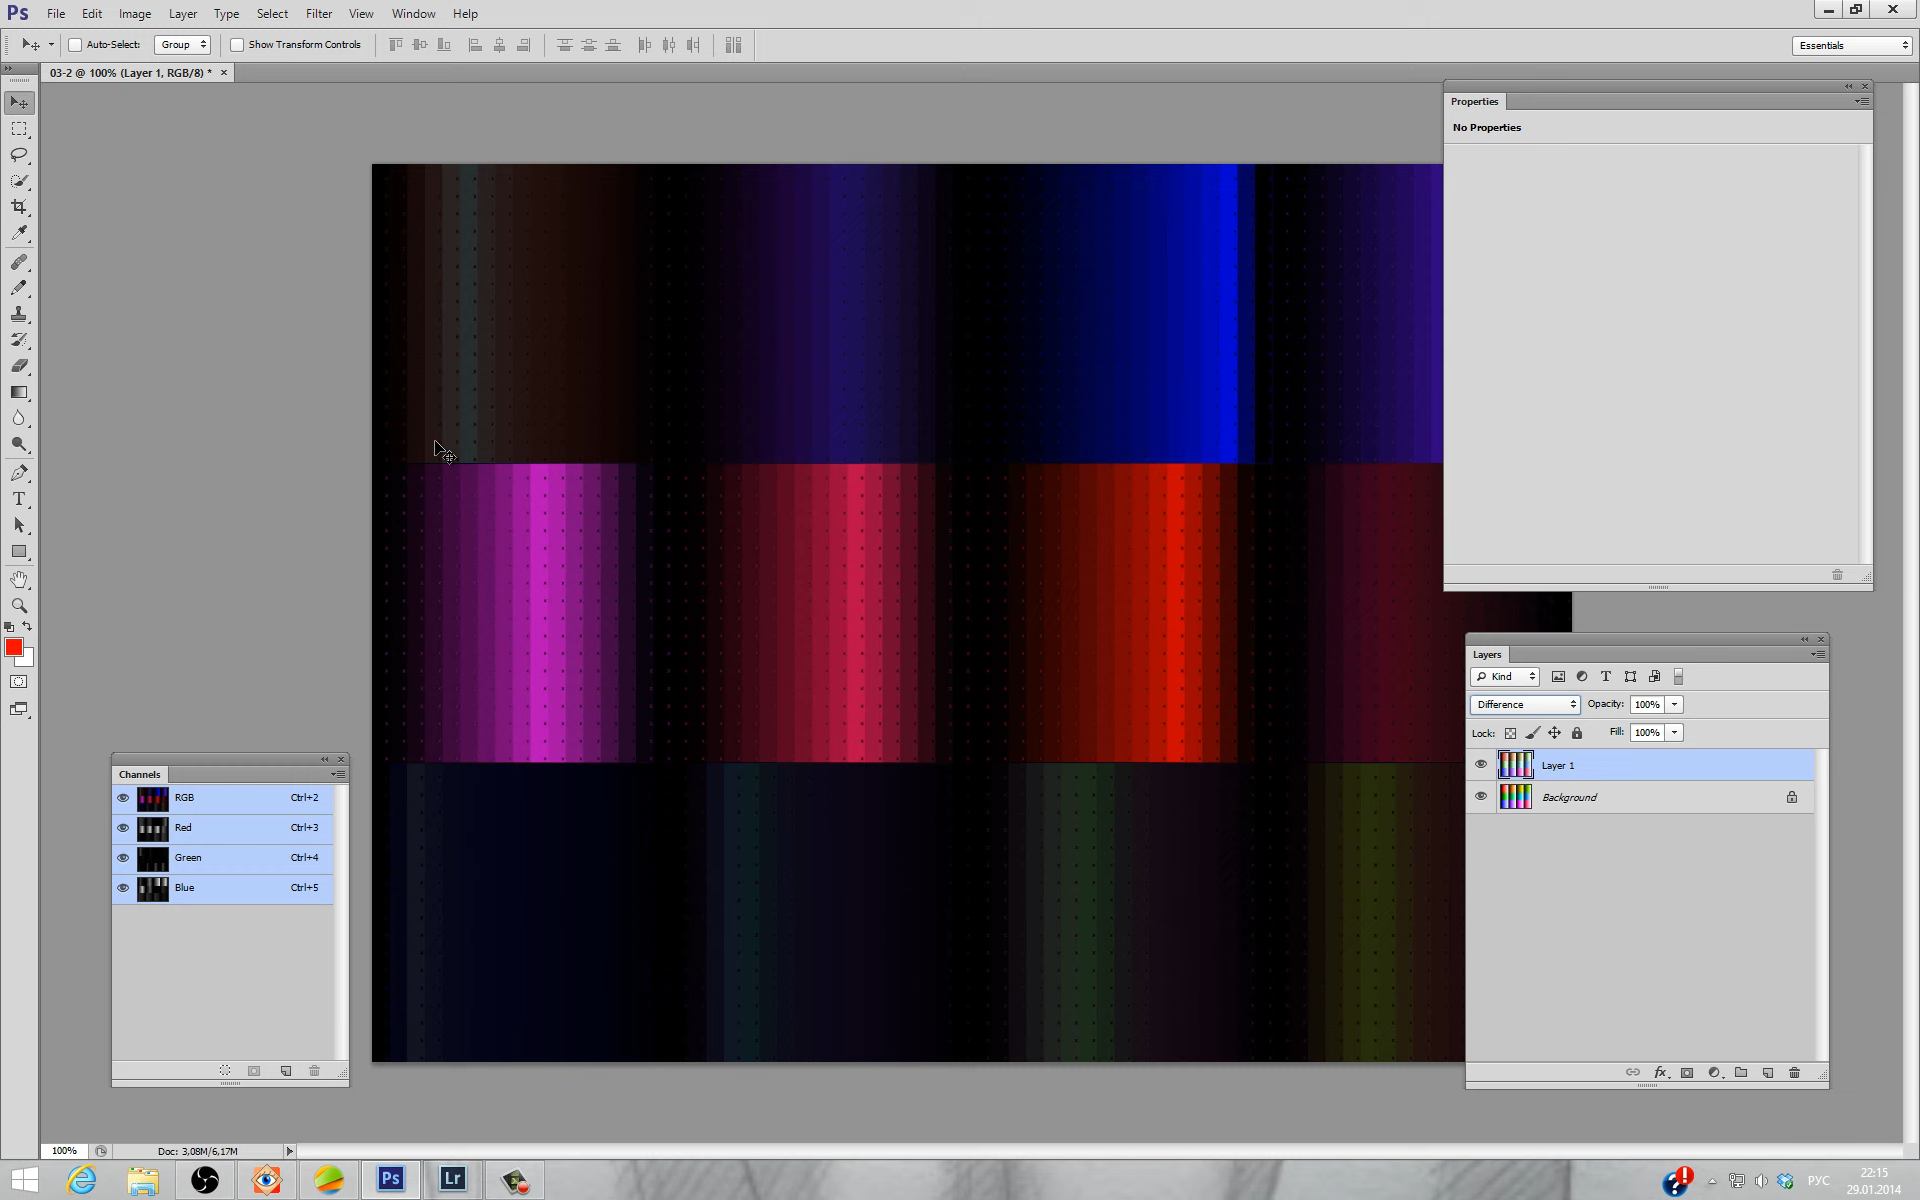 Ps File Edit Image Layer Type Select Filter View Window Help
Auto-Select: Group Show Transform Controls Essentials
03-2 @ 100% (Layer 1, RGB/8) * ×
Properties
No Properties
T
Layers
Kind T
Difference Opacity: 100%
Lock: Fill: 100%
Layer 1
Background
fx
Channels
RGB Ctrl+2
Red Ctrl+3
Green Ctrl+4
Blue Ctrl+5
100% Doc: 3,08M/6,17M
Ps Lr РУС 22:15
29.01.2014